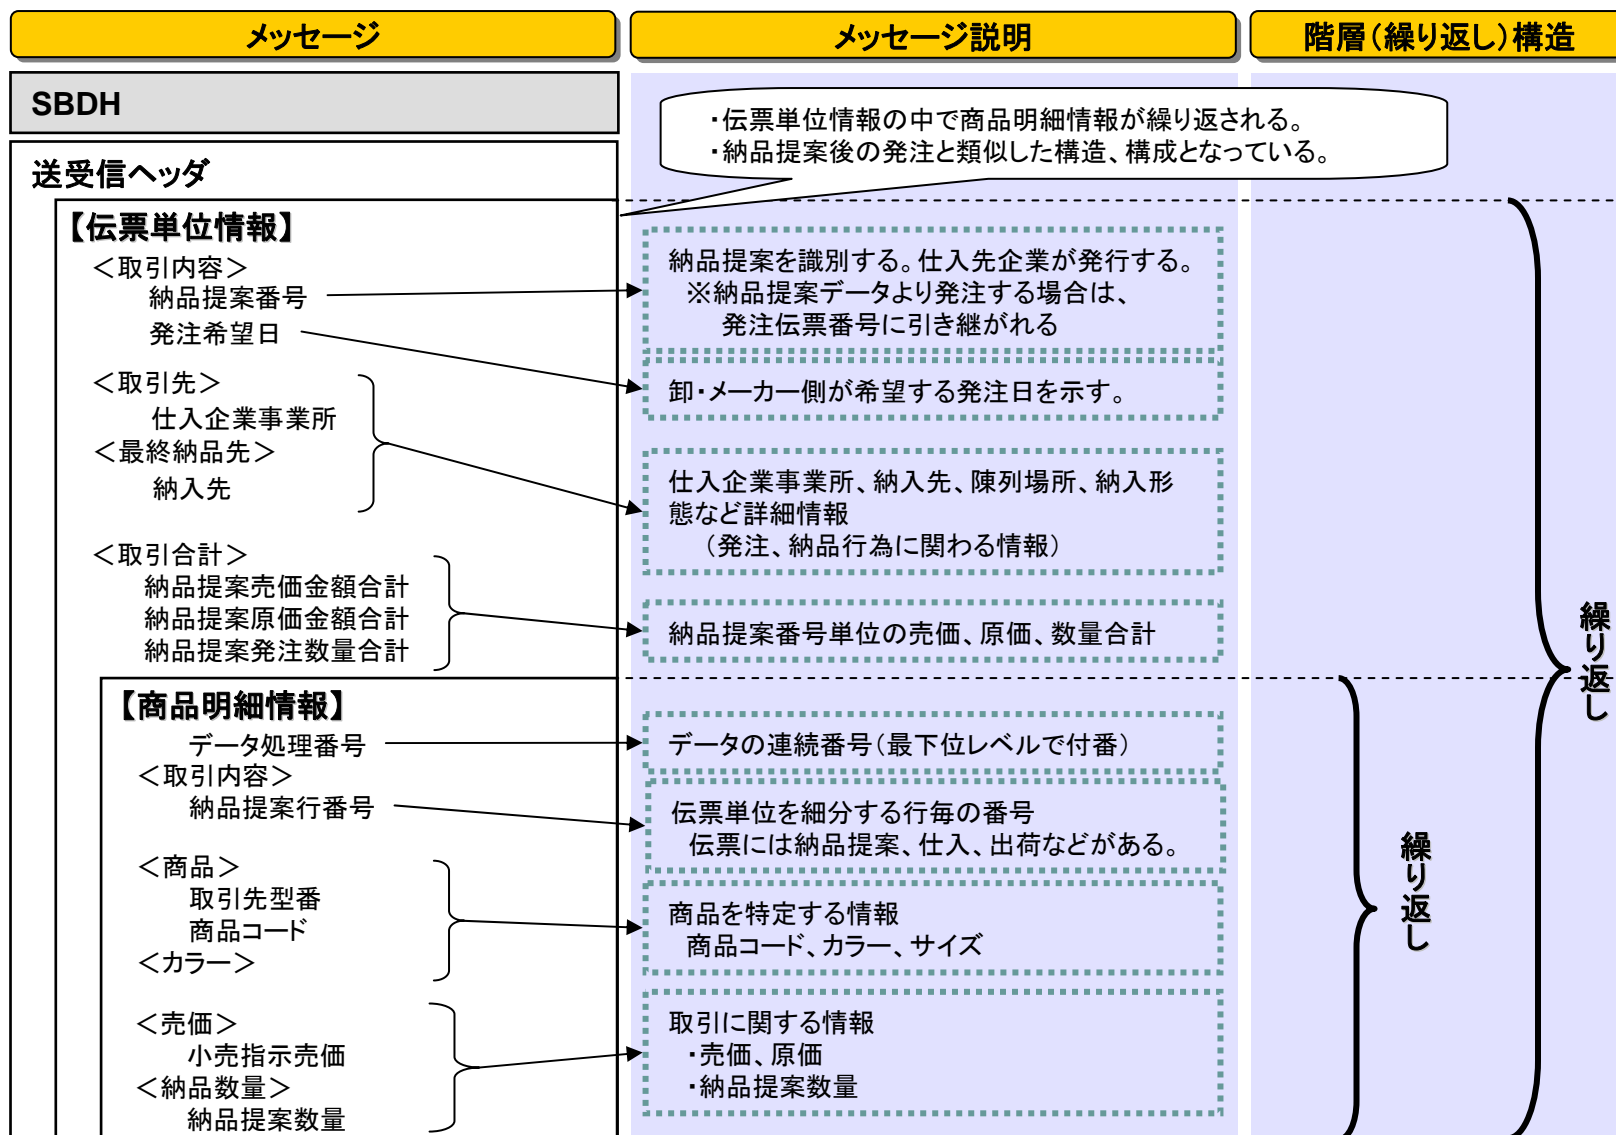 メッセージ
メッセージ説明
階層（繰り返し）構造
SBDH
・伝票単位情報の中で商品明細情報が繰り返される。
・納品提案後の発注と類似した構造、構成となっている。
送受信ヘッダ
【伝票単位情報】
＜取引内容＞
納品提案番号
発注希望日
＜取引先＞
仕入企業事業所
＜最終納品先＞
納入先
＜取引合計＞
納品提案売価金額合計
納品提案原価金額合計
納品提案発注数量合計
【商品明細情報】
データ処理番号
＜取引内容＞
納品提案行番号
＜商品＞
取引先型番
商品コード
＜カラー＞
＜売価＞
小売指示売価
＜納品数量＞
納品提案数量
納品提案を識別する。仕入先企業が発行する。
※納品提案データより発注する場合は、
発注伝票番号に引き継がれる
卸・メーカー側が希望する発注日を示す。
仕入企業事業所、納入先、陳列場所、納入形
態など詳細情報
（発注、納品行為に関わる情報）
納品提案番号単位の売価、原価、数量合計
データの連続番号（最下位レベルで付番）
伝票単位を細分する行毎の番号
伝票には納品提案、仕入、出荷などがある。
商品を特定する情報
商品コード、カラー、サイズ
取引に関する情報
・売価、原価
・納品提案数量
繰り返し
繰り返し